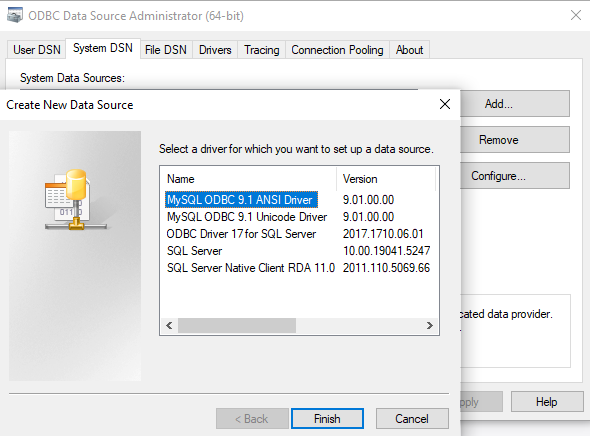 ODBC Data Source Administrator (64-bit)
User DSN System DSN File DSN Drivers Tracing Connection Pooling About
System Data Sources:
Add...
Remove
Configure...
Create New Data Source
Select a driver for which you want to set up a data source.
Name Version
MySQL ODBC 9.1 ANSI Driver 9.01.00.00
MySQL ODBC 9.1 Unicode Driver 9.01.00.00
ODBC Driver 17 for SQL Server 2017.1710.06.01
SQL Server 10.00.19041.5247
SQL Server Native Client RDA 11.0 2011.110.5069.66
0110
data provider.
< Back Finish Cancel
Help